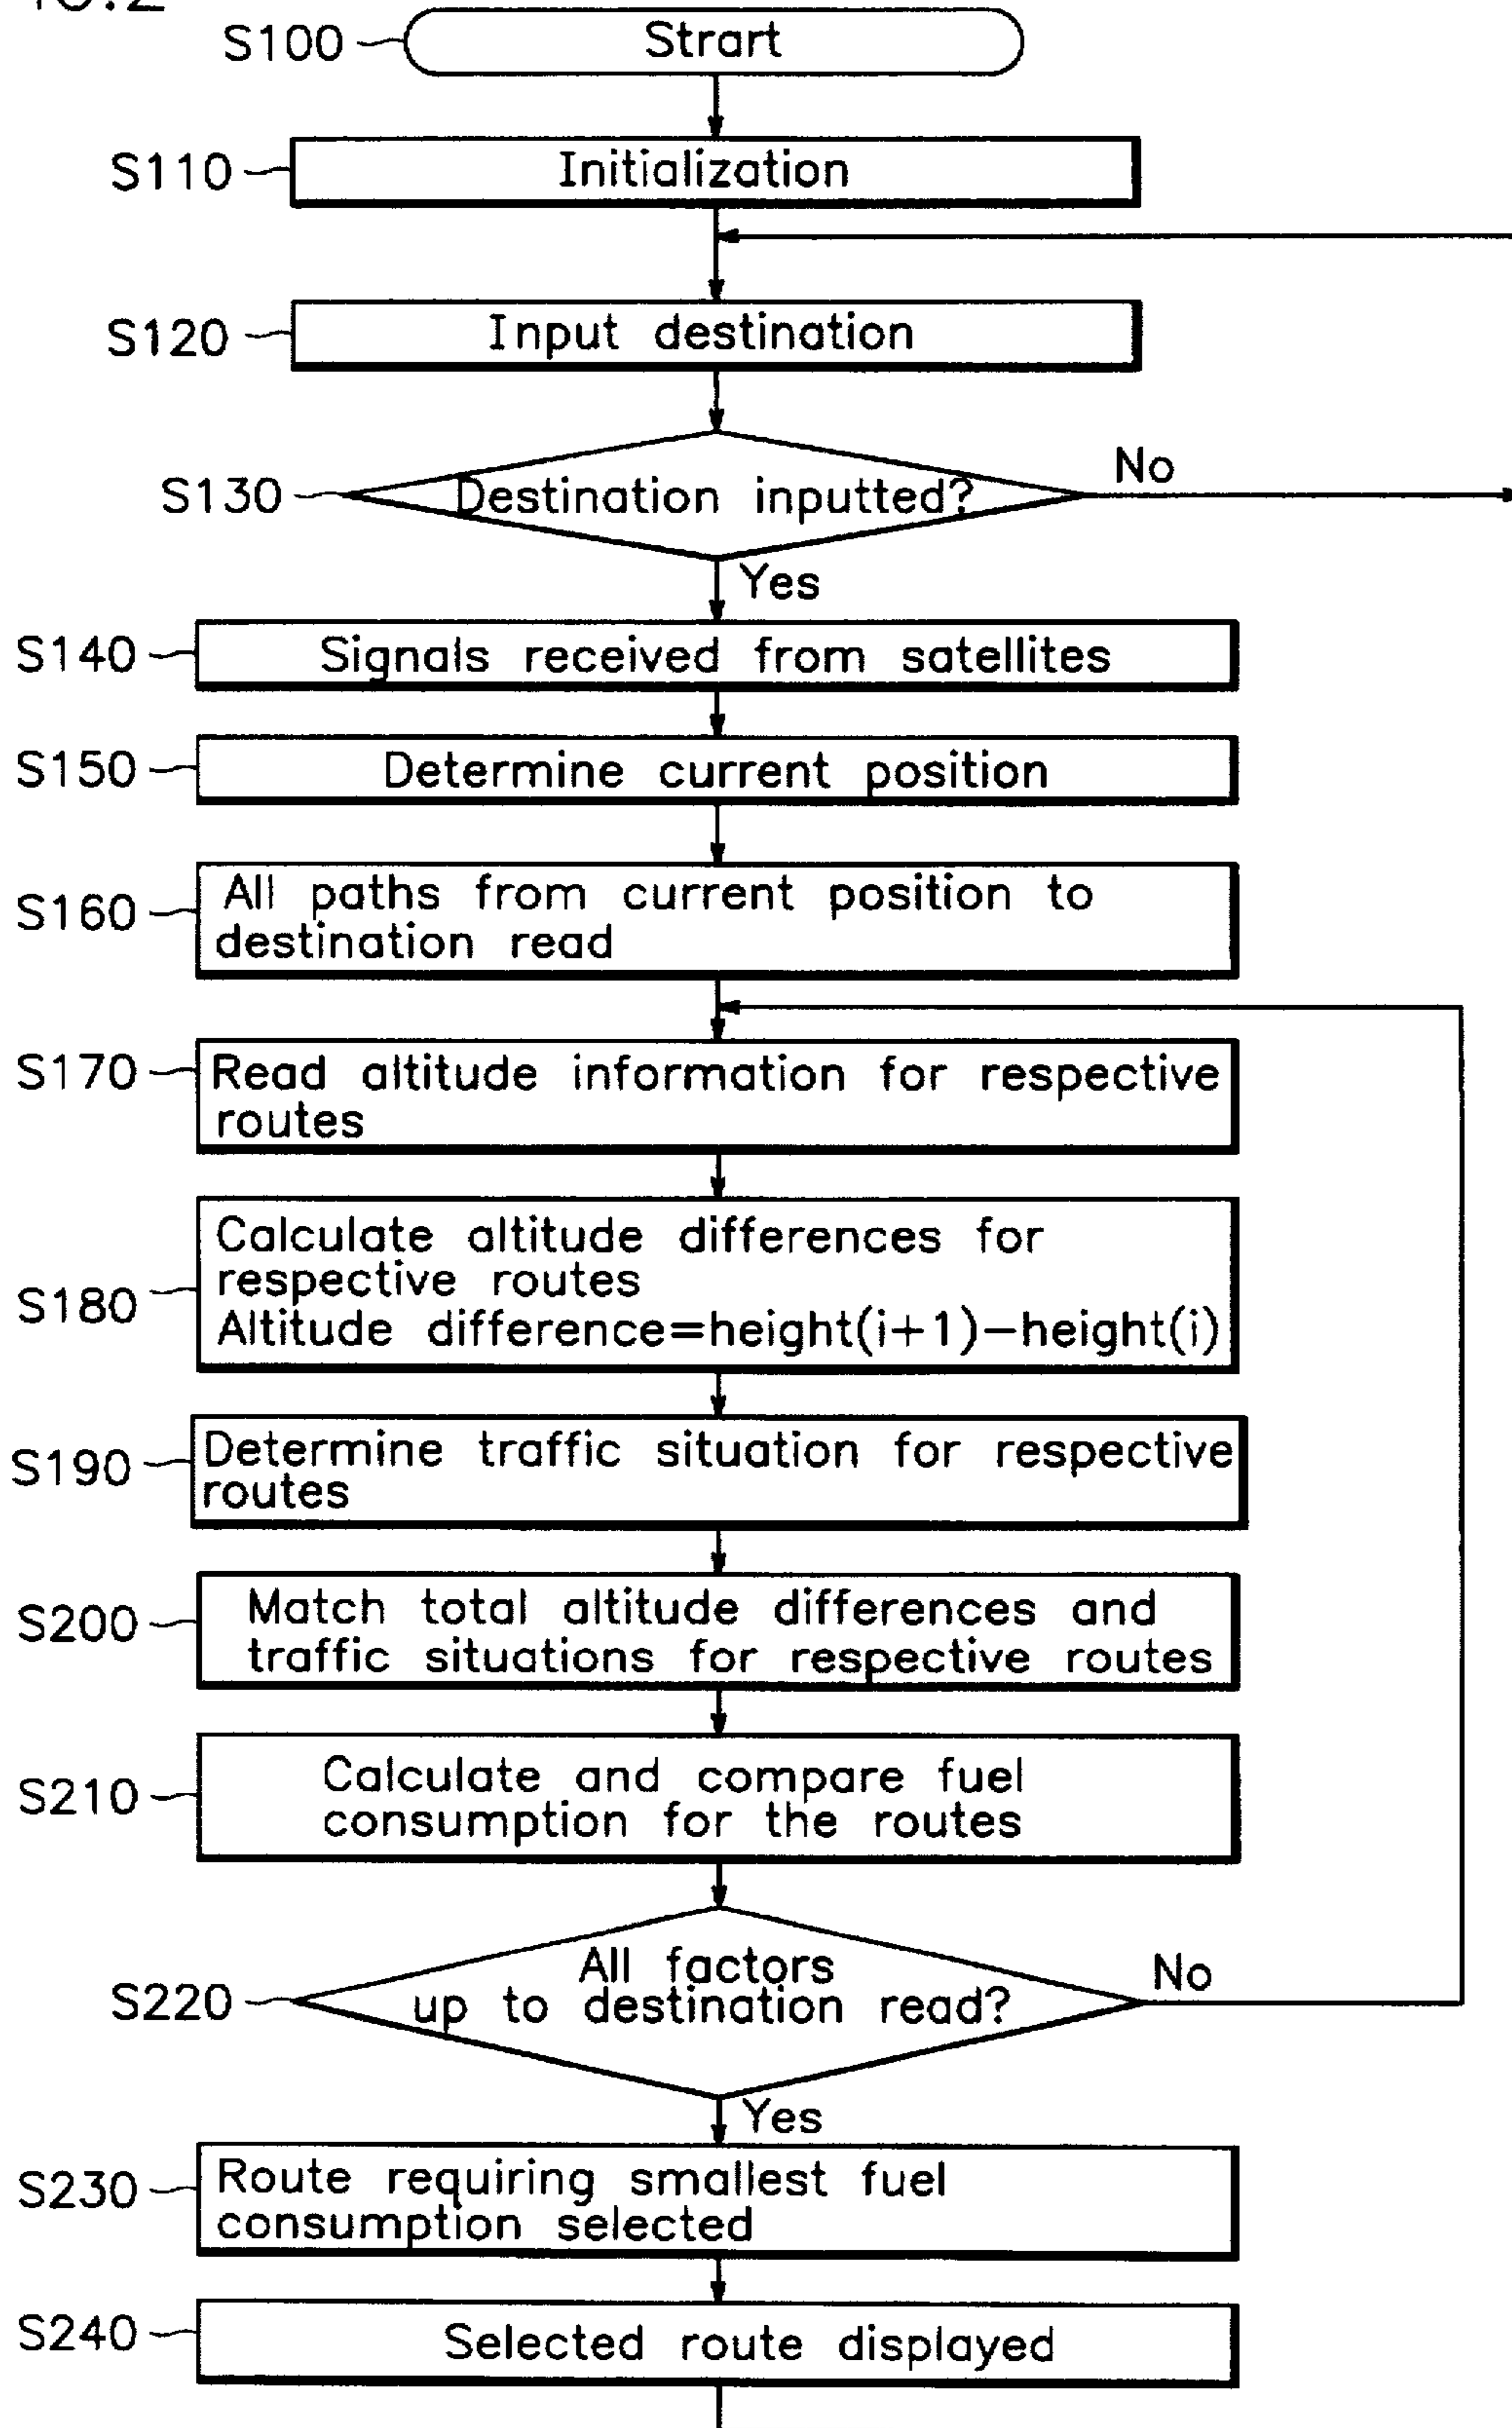 S100 Strart
S110 Initialization
S120 Input destination
S130 Destination inputted?
No
Yes
S140 Signals received from satellites
S150 Determine current position
S160 All paths from current position to
destination read
S170 Read altitude information for respective
routes
S180 Calculate altitude differences for
respective routes
Altitude difference=height(i+1)-height(i)
S190 Determine traffic situation for respective
routes
S200 Match total altitude differences and
traffic situations for respective routes
S210 Calculate and compare fuel
consumption for the routes
S220 All factors
up to destination read?
No
Yes
S230 Route requiring smallest fuel
consumption selected
S240 Selected route displayed